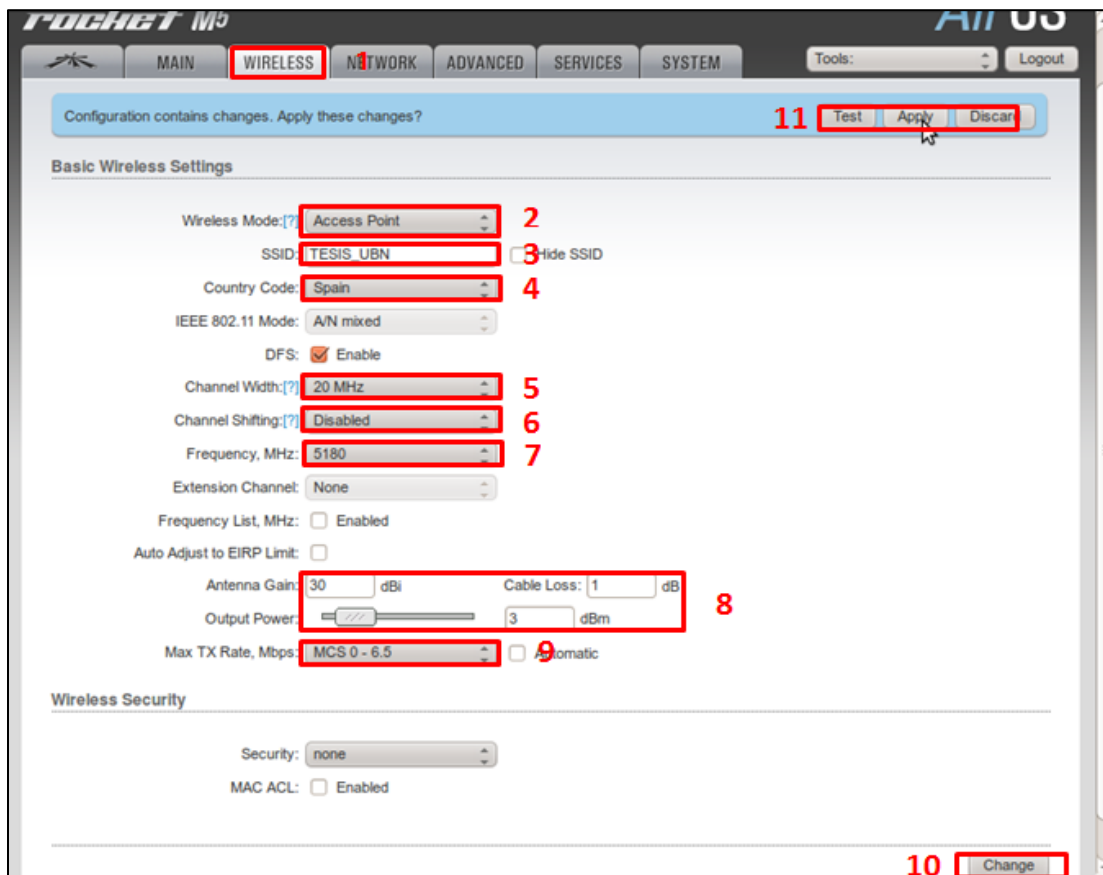 ROCKET M5 Air OS
MAIN WIRELESS 1 NETWORK ADVANCED SERVICES SYSTEM Tools: Logout
Configuration contains changes. Apply these changes? 11 Test Apply Discard
Basic Wireless Settings
Wireless Mode:[?] Access Point 2
SSID: TESIS_UBN 3 Hide SSID
Country Code: Spain 4
IEEE 802.11 Mode: A/N mixed
DFS: Enable
Channel Width:[?] 20 MHz 5
Channel Shifting:[?] Disabled 6
Frequency, MHz: 5180 7
Extension Channel: None
Frequency List, MHz: Enabled
Auto Adjust to EIRP Limit:
Antenna Gain: 30 dBi Cable Loss: 1 dB
8
Output Power: 3 dBm
Max TX Rate, Mbps: MCS 0 - 6.5 9 Automatic
Wireless Security
Security: none
MAC ACL: Enabled
10 Change